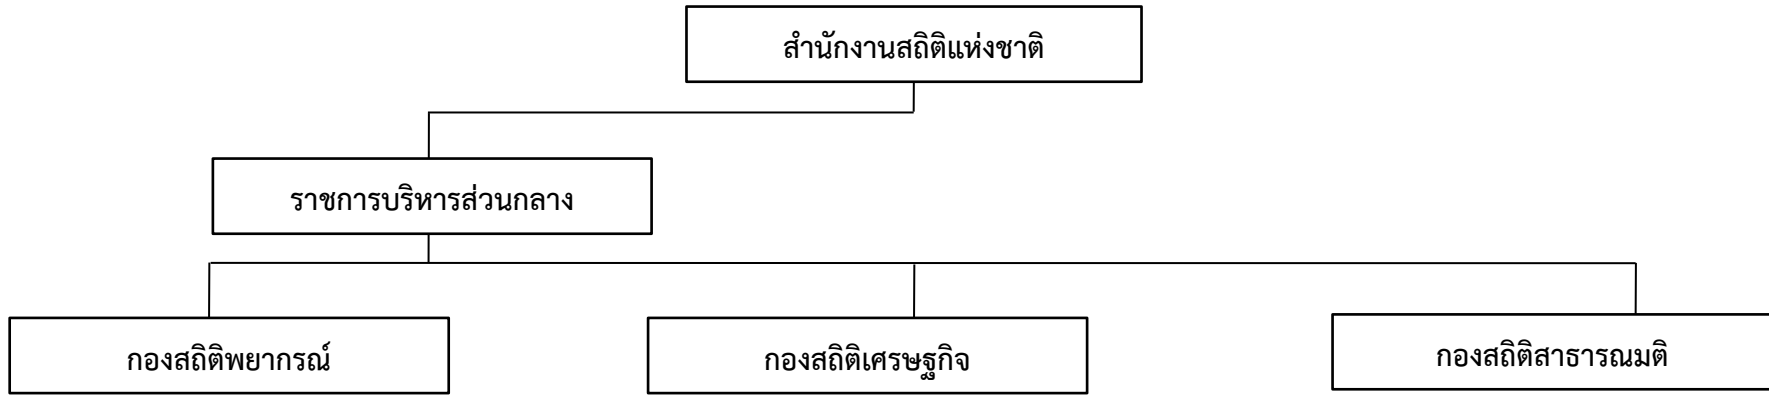 สำนักงานสถิติแห่งชาติ
ราชการบริหารส่วนกลาง
กองสถิติพยากรณ์
กองสถิติเศรษฐกิจ
กองสถิติสาธารณมติ